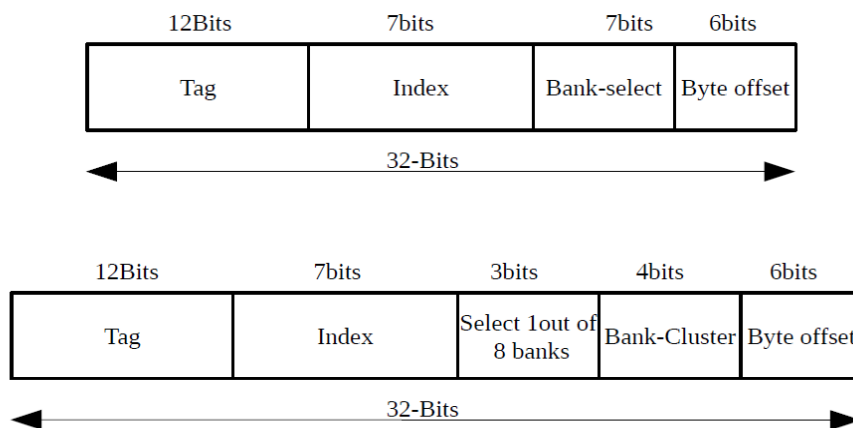 12Bits 7bits 7bits 6bits
Tag Index Bank-select Byte offset
32-Bits
12Bits 7bits 3bits 4bits 6bits
Tag Index Select 1out of 8 banks Bank-Cluster Byte offset
32-Bits